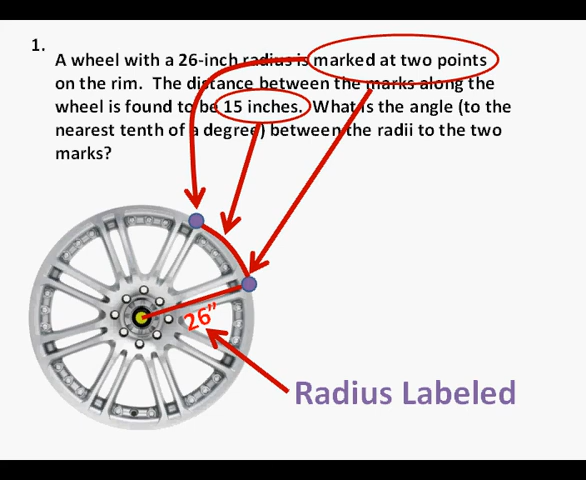 1.
A wheel with a 26-inch radius is marked at two points
on the rim. The distance between the marks along the
wheel is found to be 15 inches. What is the angle (to the
nearest tenth of a degree) between the radii to the two
marks?
26"
Radius Labeled